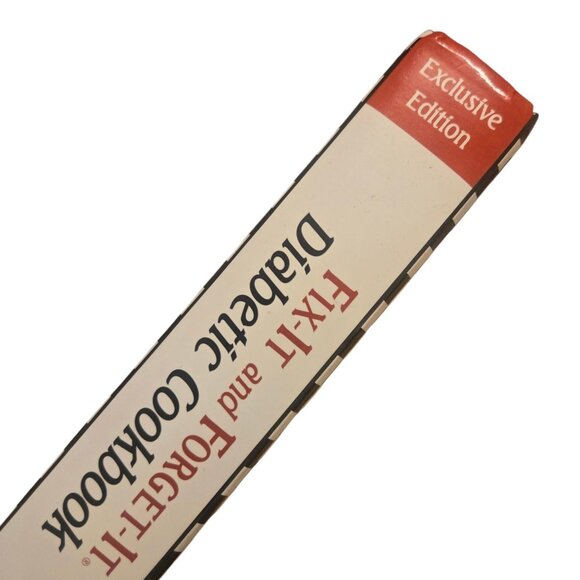 Exclusive
Edition
FIX-IT and FORGET-IT®
Diabetic Cookbook